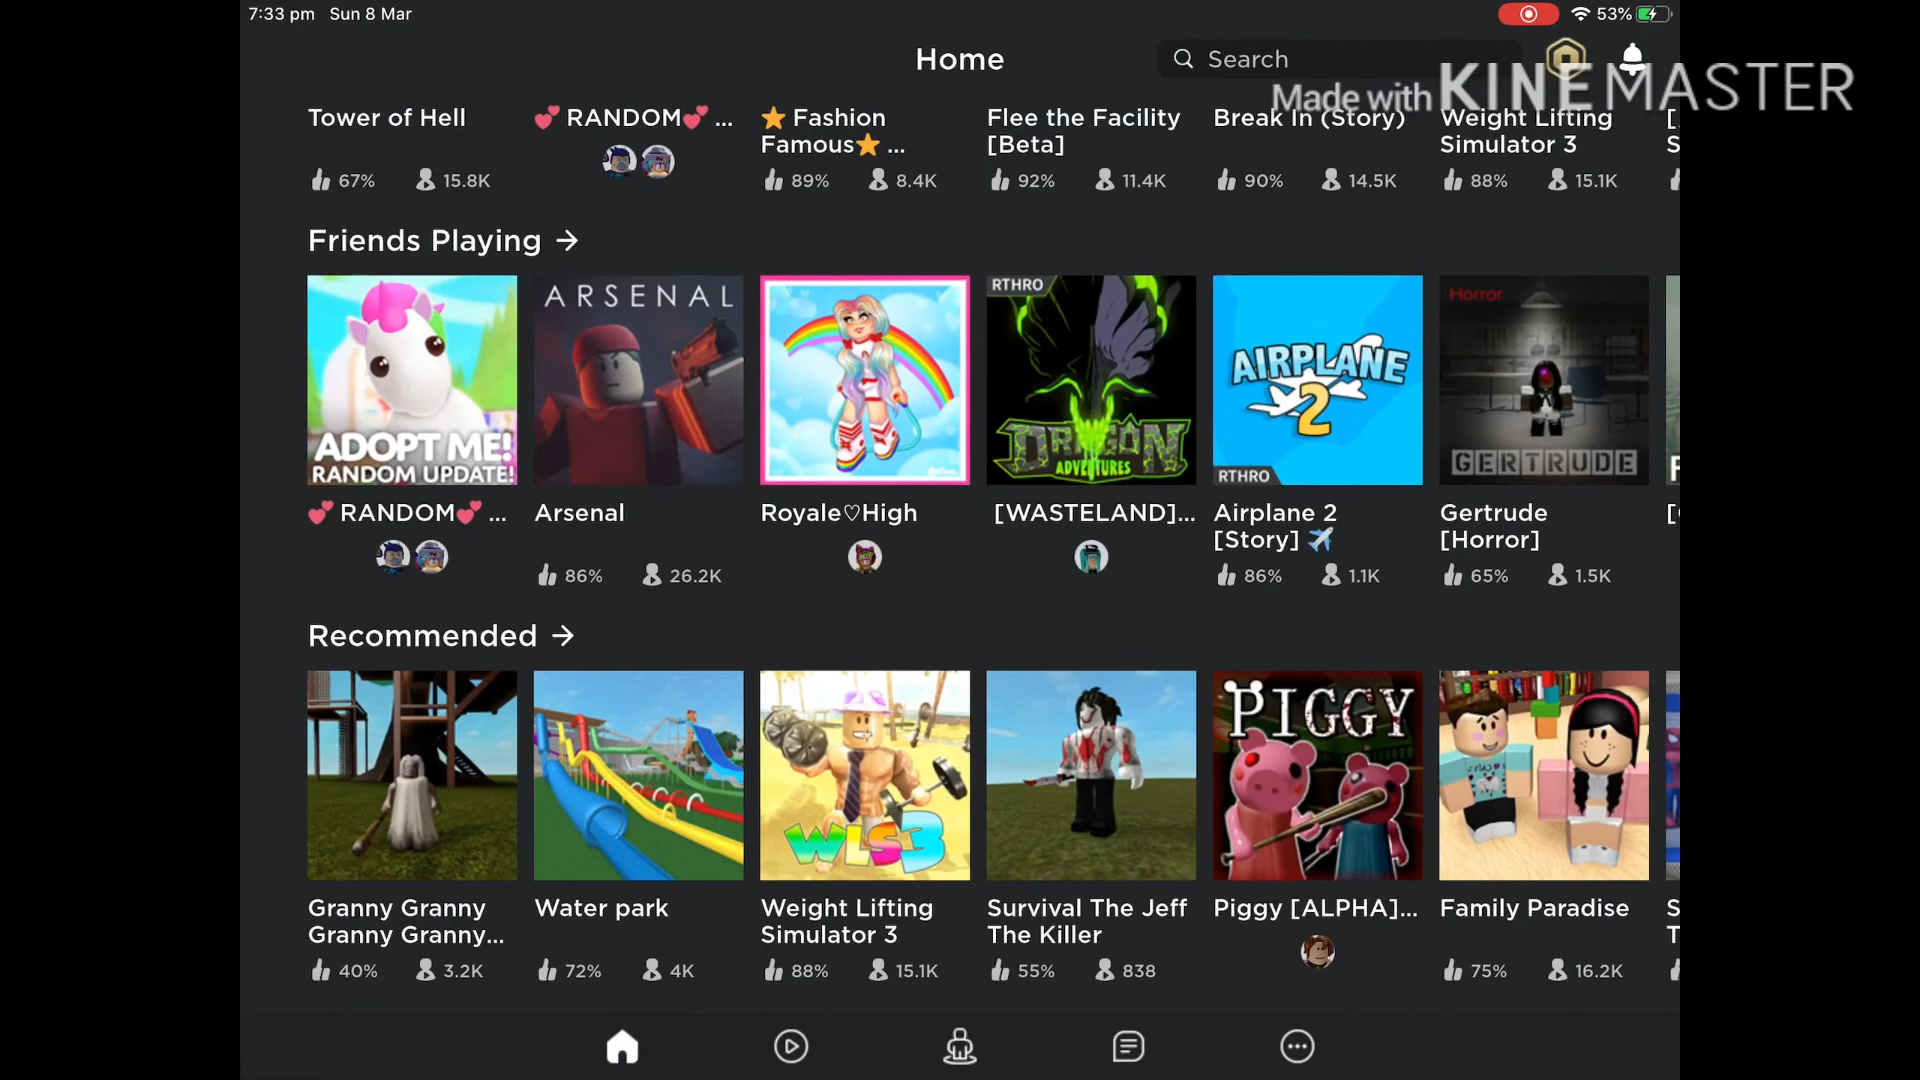 7:33 pm Sun 8 Mar 53%
Home
Search
Made with KINEMASTER
Tower of Hell
67% 15.8K
💕 RANDOM💕 ...
⭐ Fashion
Famous⭐ ...
89% 8.4K
Flee the Facility
[Beta]
92% 11.4K
Break In (Story)
90% 14.5K
Weight Lifting
Simulator 3
88% 15.1K
[
S
Friends Playing →
ADOPT ME!
RANDOM UPDATE!
💕 RANDOM💕 ...
ARSENAL
Arsenal
86% 26.2K
Royale♡High
RTHRO
DRAGON
ADVENTURES
[WASTELAND]...
AIRPLANE
2
RTHRO
Airplane 2
[Story] ✈️
86% 1.1K
Horror
GERTRUDE
Gertrude
[Horror]
65% 1.5K
F
Recommended →
Granny Granny
Granny Granny...
40% 3.2K
Water park
72% 4K
WLS3
Weight Lifting
Simulator 3
88% 15.1K
Survival The Jeff
The Killer
55% 838
PIGGY
Piggy [ALPHA]...
Family Paradise
75% 16.2K
S
T